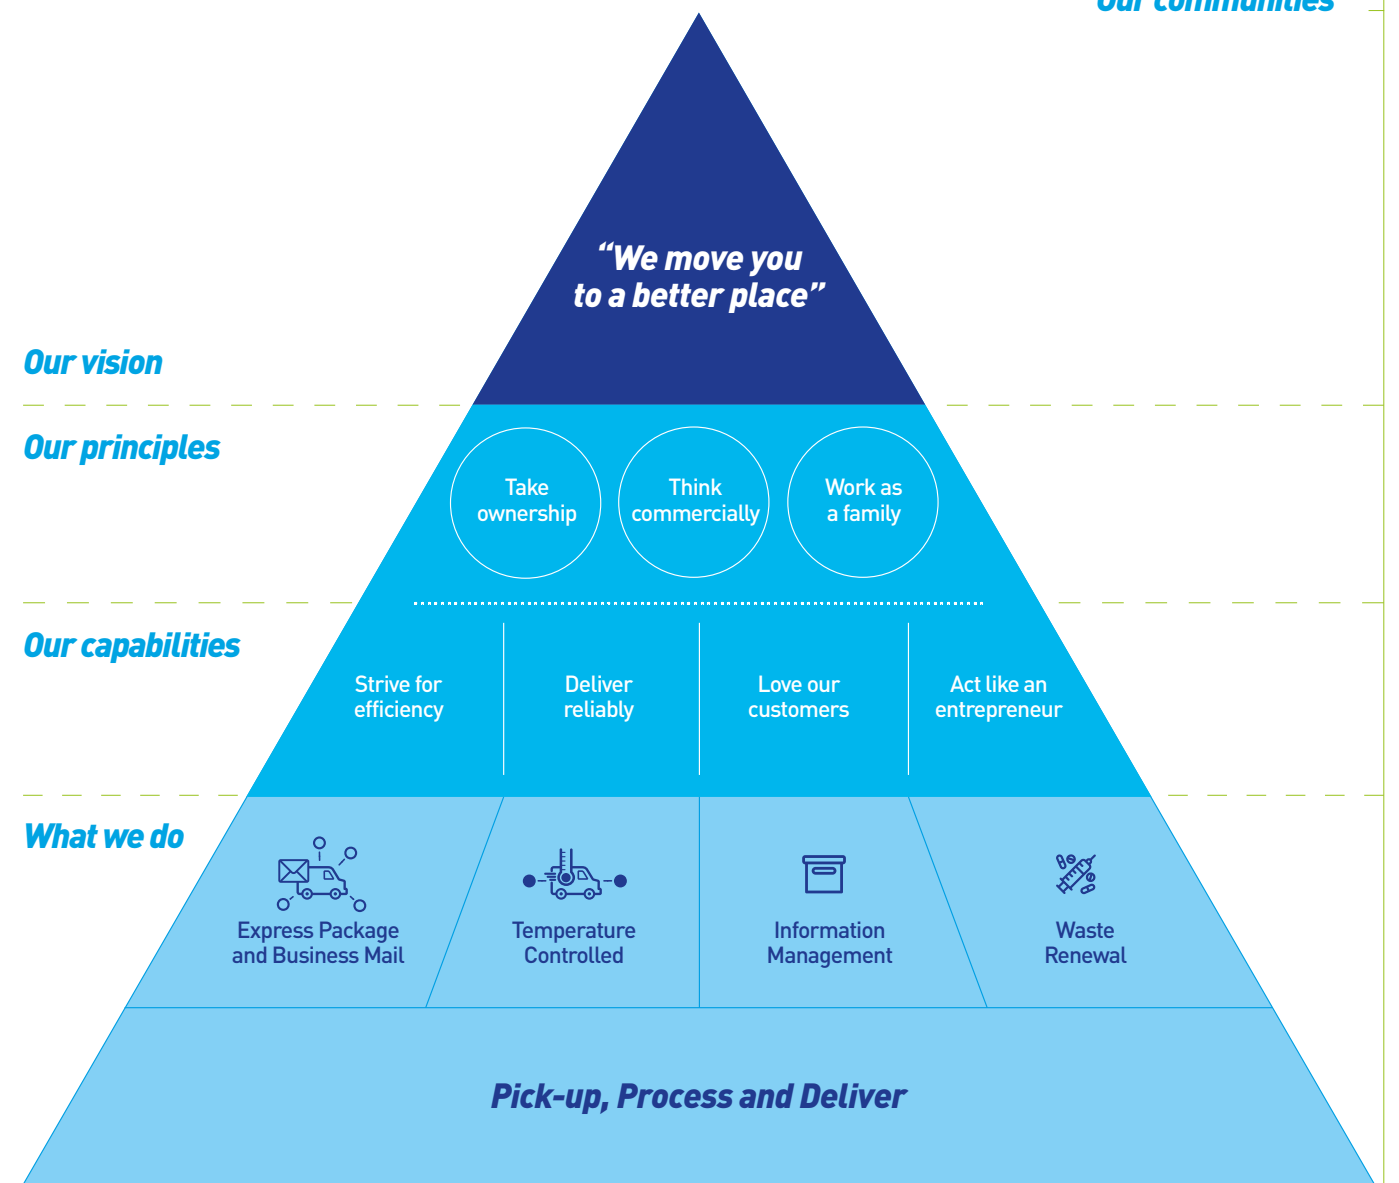 Our communities
“We move you
to a better place”
Our vision
Our principles
Take
ownership
Think
commercially
Work as
a family
Our capabilities
Strive for
efficiency
Deliver
reliably
Love our
customers
Act like an
entrepreneur
What we do
Express Package
and Business Mail
Temperature
Controlled
Information
Management
Waste
Renewal
Pick-up, Process and Deliver